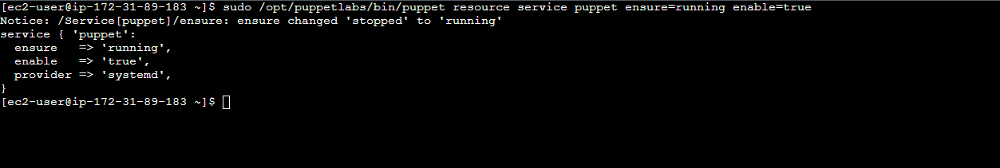 [ec2-user@ip-172-31-89-183 ~]$ sudo /opt/puppetlabs/bin/puppet resource service puppet ensure=running enable=true
Notice: /Service[puppet]/ensure: ensure changed 'stopped' to 'running'
service { 'puppet':
  ensure   => 'running',
  enable   => 'true',
  provider => 'systemd',
}
[ec2-user@ip-172-31-89-183 ~]$